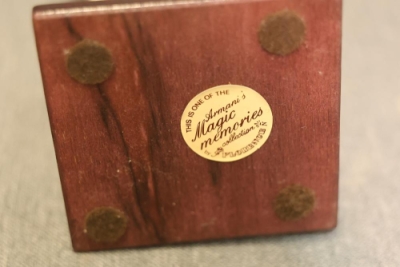 THIS IS ONE OF THE
Armani's
Magic
memories
collection